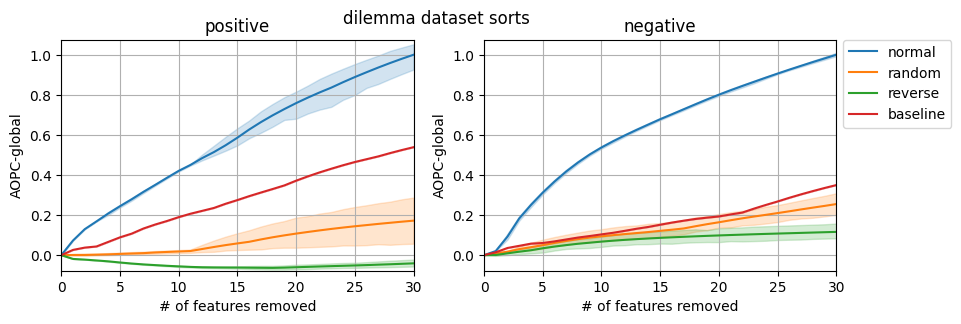 dilemma dataset sorts
positive
negative
AOPC-global
1.0
0.8
0.6
0.4
0.2
0.0
0 5 10 15 20 25 30
# of features removed
AOPC-global
1.0
0.8
0.6
0.4
0.2
0.0
0 5 10 15 20 25 30
# of features removed
normal
random
reverse
baseline